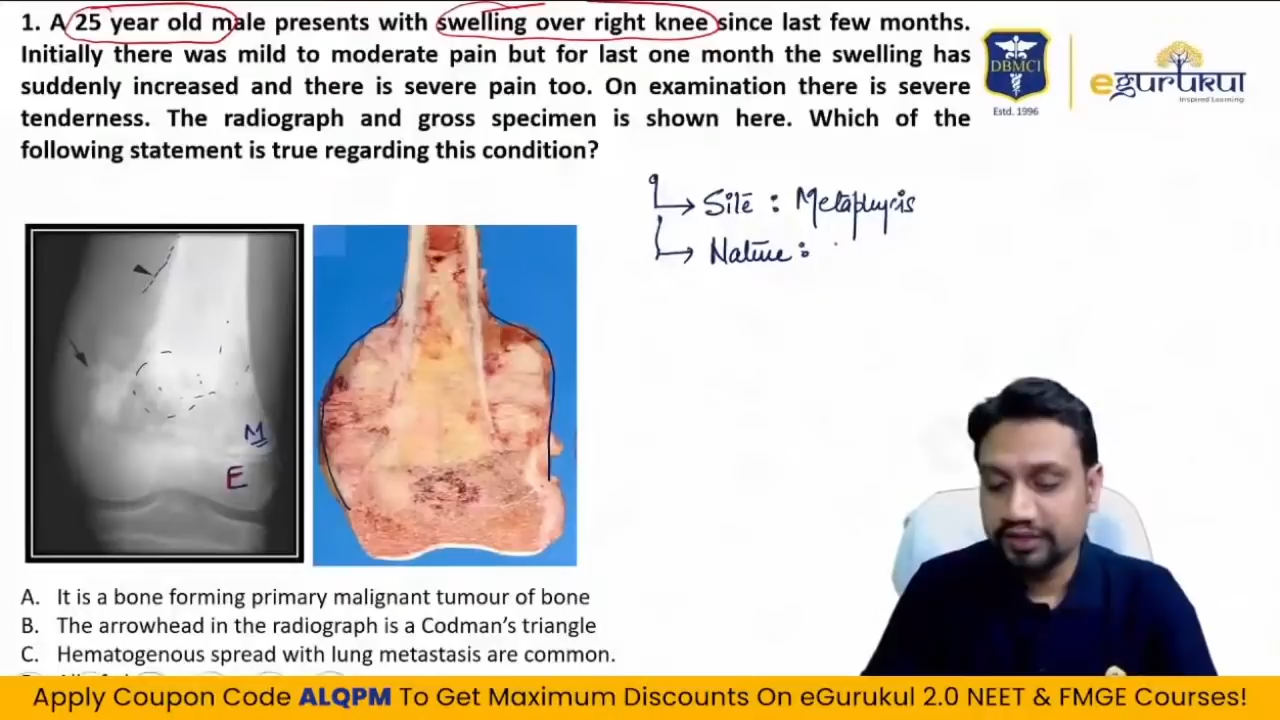 1. A 25 year old male presents with swelling over right knee since last few months.
Initially there was mild to moderate pain but for last one month the swelling has
suddenly increased and there is severe pain too. On examination there is severe
tenderness. The radiograph and gross specimen is shown here. Which of the
following statement is true regarding this condition?
DBMCI
Estd. 1996
egurukul
Inspired Learning
Site : Metaphysis
Nature :
M
E
A. It is a bone forming primary malignant tumour of bone
B. The arrowhead in the radiograph is a Codman's triangle
C. Hematogenous spread with lung metastasis are common.
Apply Coupon Code ALQPM To Get Maximum Discounts On eGurukul 2.0 NEET & FMGE Courses!